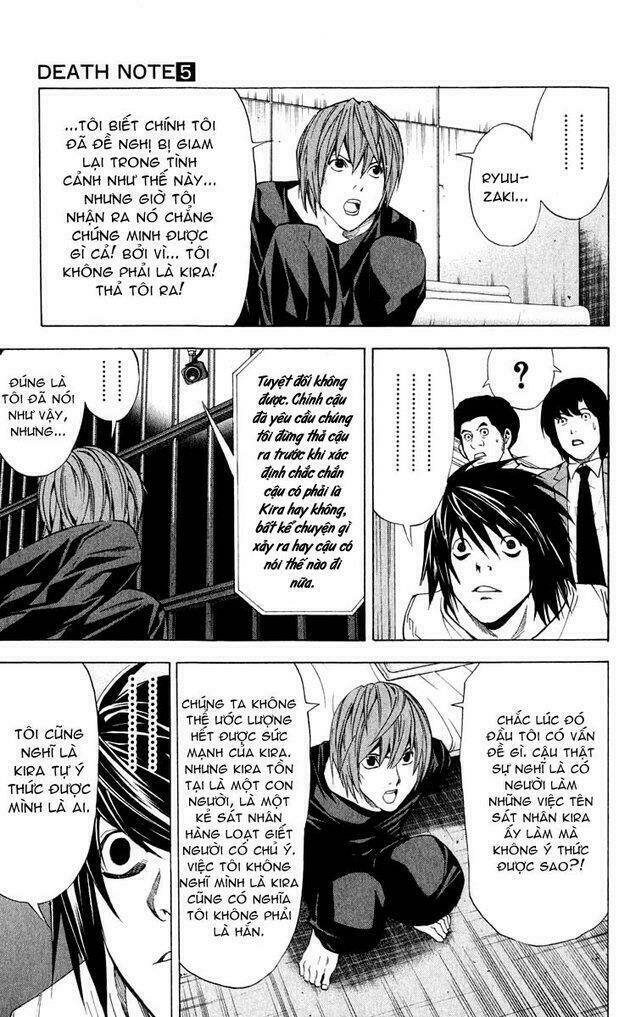 DEATH NOTE 5
......
RYUU-
ZAKI...
...TÔI BIẾT CHÍNH TÔI
ĐÃ ĐỀ NGHỊ BỊ GIAM
LẠI TRONG TÌNH
CẢNH NHƯ THẾ NÀY...
NHƯNG GIỜ TÔI
NHẬN RA NÓ CHẲNG
CHỨNG MINH ĐƯỢC
GÌ CẢ! BỞI VÌ... TÔI
KHÔNG PHẢI LÀ KIRA!
THẢ TÔI RA!
?
......
......
Tuyệt đối không
được. Chính cậu
đã yêu cầu chúng
tôi đừng thả cậu
ra trước khi xác
định chắc chắn
cậu có phải là
Kira hay không,
bất kể chuyện gì
xảy ra hay cậu có
nói thế nào đi
nữa.
......
ĐÚNG LÀ
TÔI ĐÃ NÓI
NHƯ VẬY,
NHƯNG...
CHẮC LÚC ĐÓ
ĐẦU TÔI CÓ VẤN
ĐỀ GÌ. CẬU THẬT
SỰ NGHĨ LÀ CÓ
NGƯỜI LÀM
NHỮNG VIỆC TÊN
SÁT NHÂN KIRA
ẤY LÀM MÀ
KHÔNG Ý THỨC
ĐƯỢC SAO?!
CHÚNG TA KHÔNG
THỂ ƯỚC LƯỢNG
HẾT ĐƯỢC SỨC
MẠNH CỦA KIRA.
NHƯNG KIRA TỒN
TẠI LÀ MỘT CON
NGƯỜI, LÀ MỘT
KẺ SÁT NHÂN
HÀNG LOẠT GIẾT
NGƯỜI CÓ CHỦ Ý.
VIỆC TÔI KHÔNG
NGHĨ MÌNH LÀ KIRA
CŨNG CÓ NGHĨA
TÔI KHÔNG PHẢI
LÀ HẮN.
......
......
TÔI CŨNG
NGHĨ LÀ
KIRA TỰ Ý
THỨC ĐƯỢC
MÌNH LÀ AI.